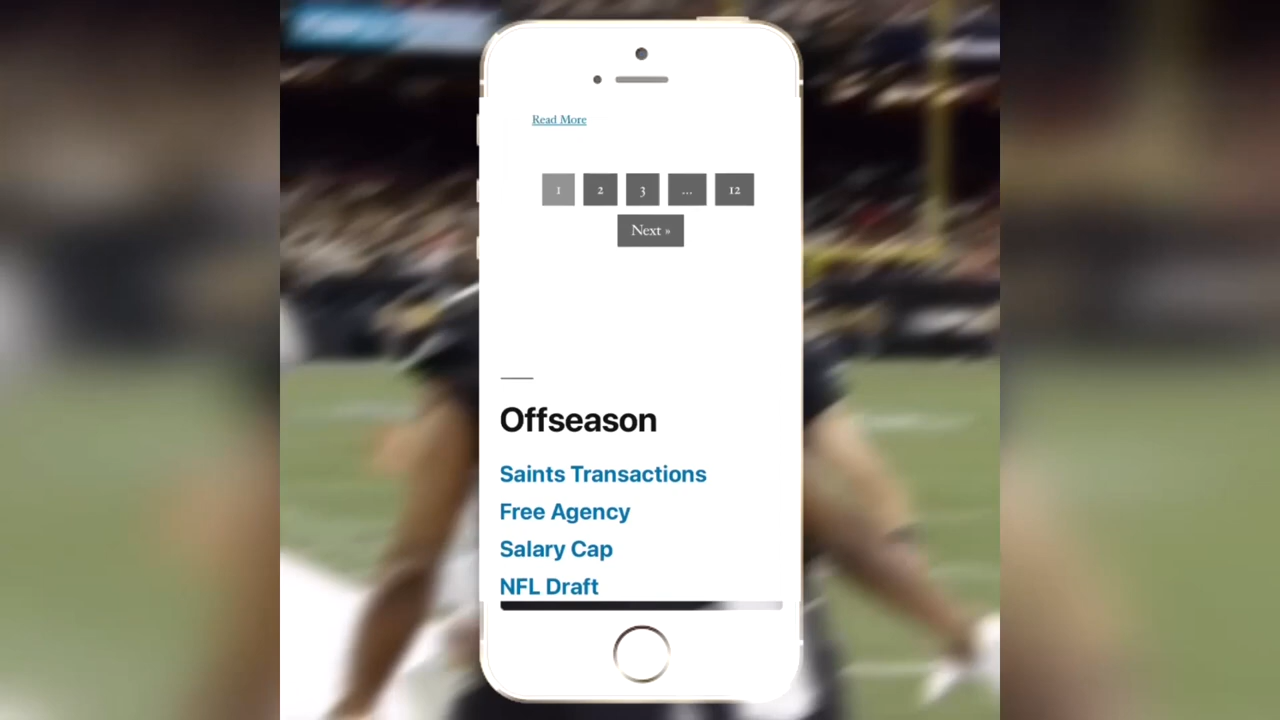 Read More
1 2 3 ... 12
Next »
Offseason
Saints Transactions
Free Agency
Salary Cap
NFL Draft